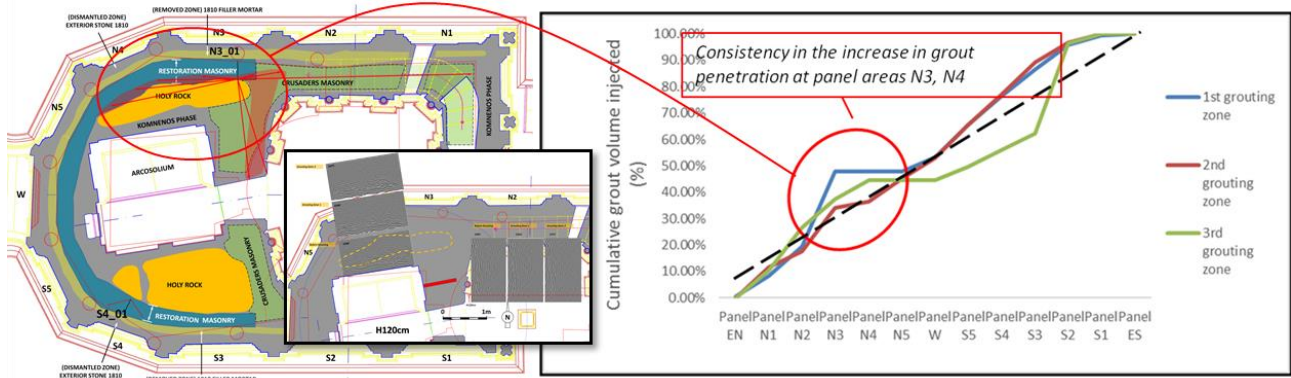 (DISMANTLED ZONE)
EXTERIOR STONE 1810
(REMOVED ZONE) 1810
FILLER MORTAR
N4
N3_01
N2
N1
RESTORATION MASONRY
CRUSADERS MASONRY
HOLY ROCK
N5
KOMNENOS PHASE
KOMNENOS PHASE
ARCOSOLIUM
W
CRUSADERS MASONRY
HOLY ROCK
S5
RESTORATION MASONRY
S4_01
S4
S3
S2
S1
(DISMANTLED ZONE)
EXTERIOR STONE 1810
N3
N2
N5
H120cm
0 1m
N
Consistency in the increase in grout
penetration at panel areas N3, N4
Cumulative grout volume injected
(%)
100.00%
90.00%
80.00%
70.00%
60.00%
50.00%
40.00%
30.00%
20.00%
10.00%
0.00%
Panel Panel Panel Panel Panel Panel Panel Panel Panel Panel Panel Panel Panel
EN N1 N2 N3 N4 N5 W S5 S4 S3 S2 S1 ES
1st grouting
zone
2nd
grouting
zone
3rd
grouting
zone